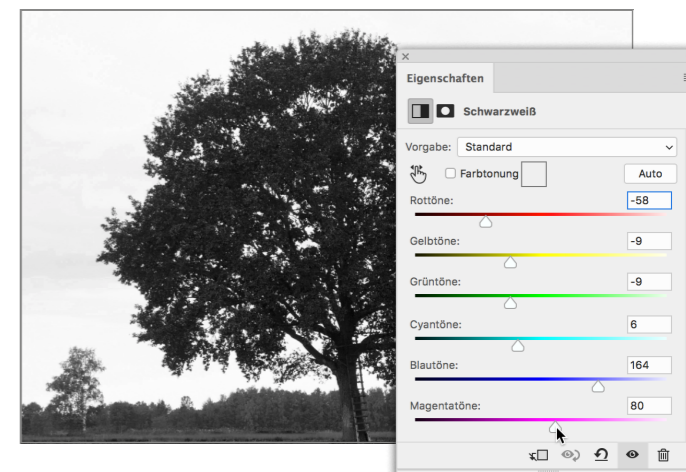 Eigenschaften
Schwarzweiß
Vorgabe: Standard
Farbtonung Auto
Rottöne: -58
Gelbtöne: -9
Grüntöne: -9
Cyantöne: 6
Blautöne: 164
Magentatöne: 80